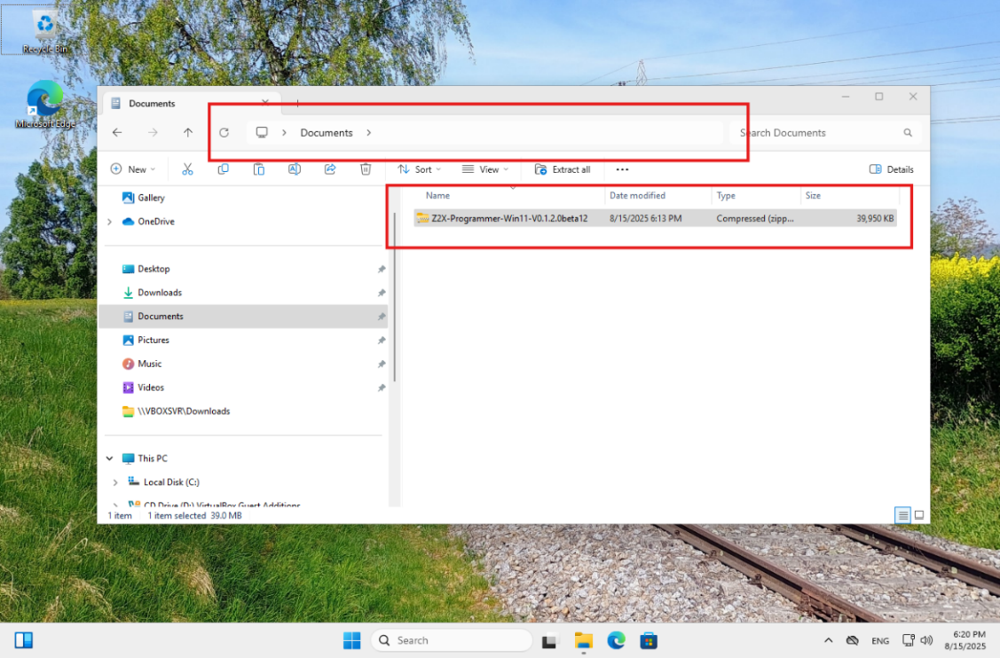 Recycle Bin
Microsoft Edge
Documents
Documents
Search Documents
New
Sort
View
Extract all
Details
Gallery
OneDrive
Desktop
Downloads
Documents
Pictures
Music
Videos
\\VBOXSVR\Downloads
This PC
Local Disk (C:)
CD Drive (D:) VirtualBox Guest Additions
Name Date modified Type Size
Z2X-Programmer-Win11-V0.1.2.0beta12 8/15/2025 6:13 PM Compressed (zipp... 39,950 KB
1 item 1 item selected 39.0 MB
Search
ENG
6:20 PM
8/15/2025